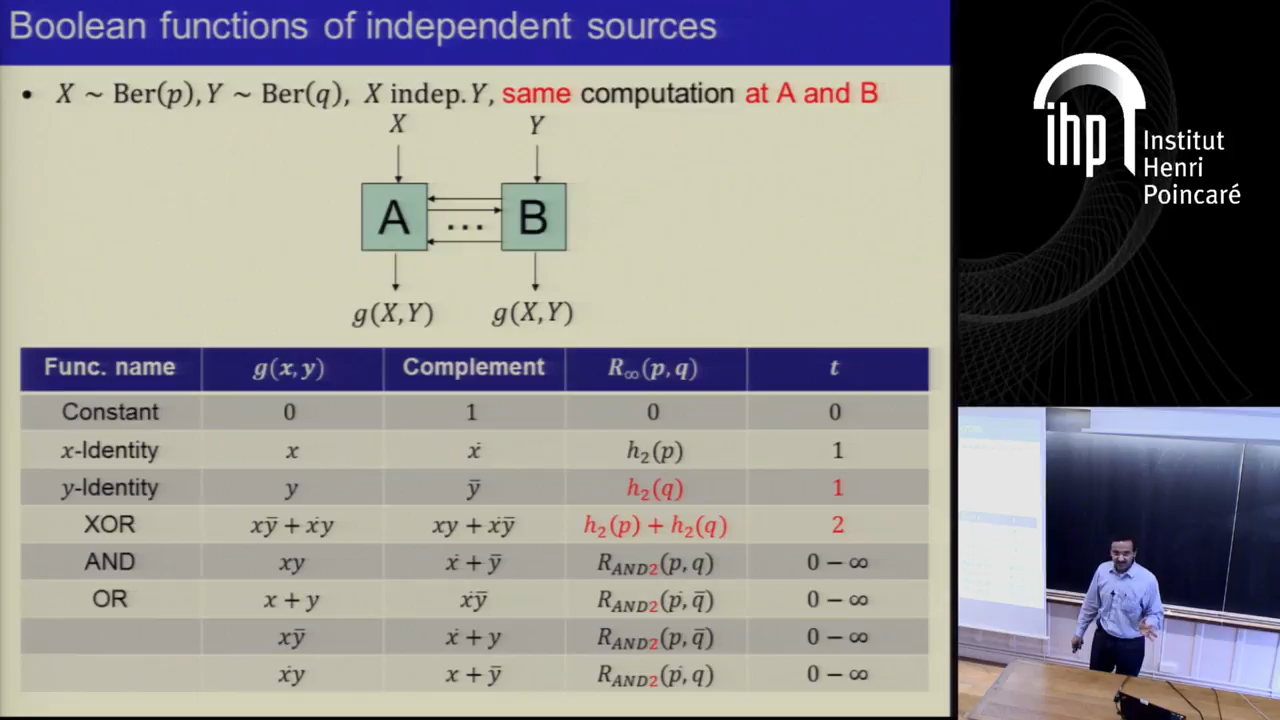 Boolean functions of independent sources
• X ~ Ber(p), Y ~ Ber(q), X indep. Y, same computation at A and B
X Y
A ... B
g(X,Y) g(X,Y)
Func. name g(x, y) Complement R∞(p, q) t
Constant 0 1 0 0
x-Identity x ẋ h₂(p) 1
y-Identity y ȳ h₂(q) 1
XOR xȳ + ẋy xy + ẋȳ h₂(p) + h₂(q) 2
AND xy ẋ + ȳ R_AND2(p, q) 0 − ∞
OR x + y ẋȳ R_AND2(ṗ, q̄) 0 − ∞
xȳ ẋ + y R_AND2(p, q̄) 0 − ∞
ẋy x + ȳ R_AND2(ṗ, q) 0 − ∞
ihp Institut
Henri
Poincaré